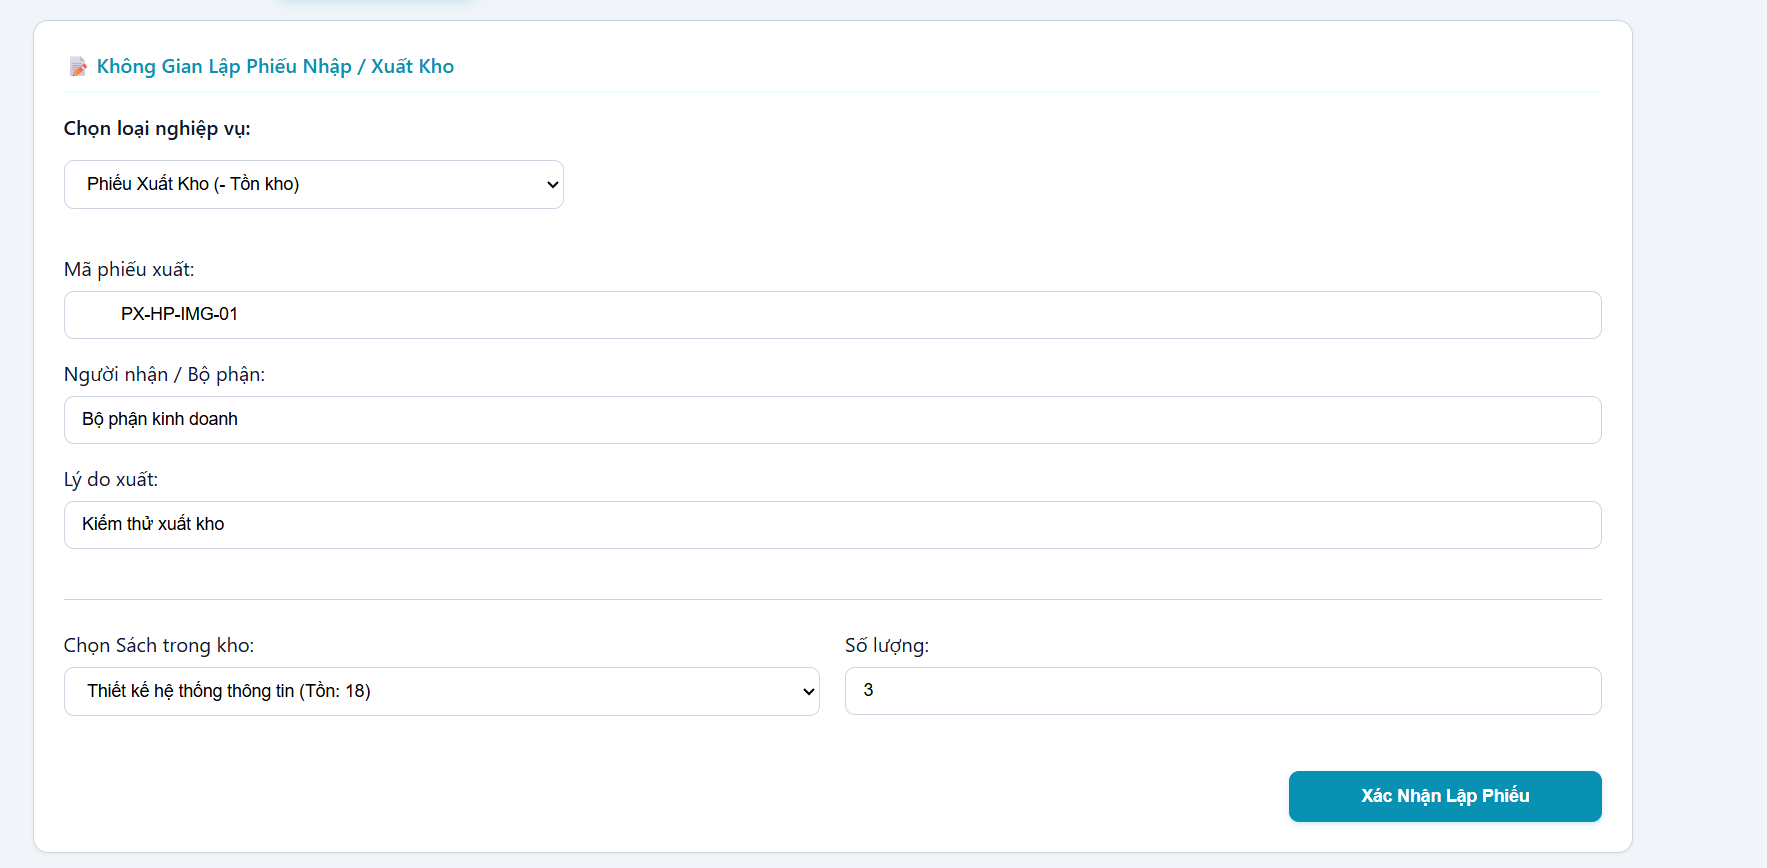 Không Gian Lập Phiếu Nhập / Xuất Kho
Chọn loại nghiệp vụ:
Phiếu Xuất Kho (- Tồn kho)
Mã phiếu xuất:
PX-HP-IMG-01
Người nhận / Bộ phận:
Bộ phận kinh doanh
Lý do xuất:
Kiểm thử xuất kho
Chọn Sách trong kho:
Số lượng:
Thiết kế hệ thống thông tin (Tồn: 18)
3
Xác Nhận Lập Phiếu